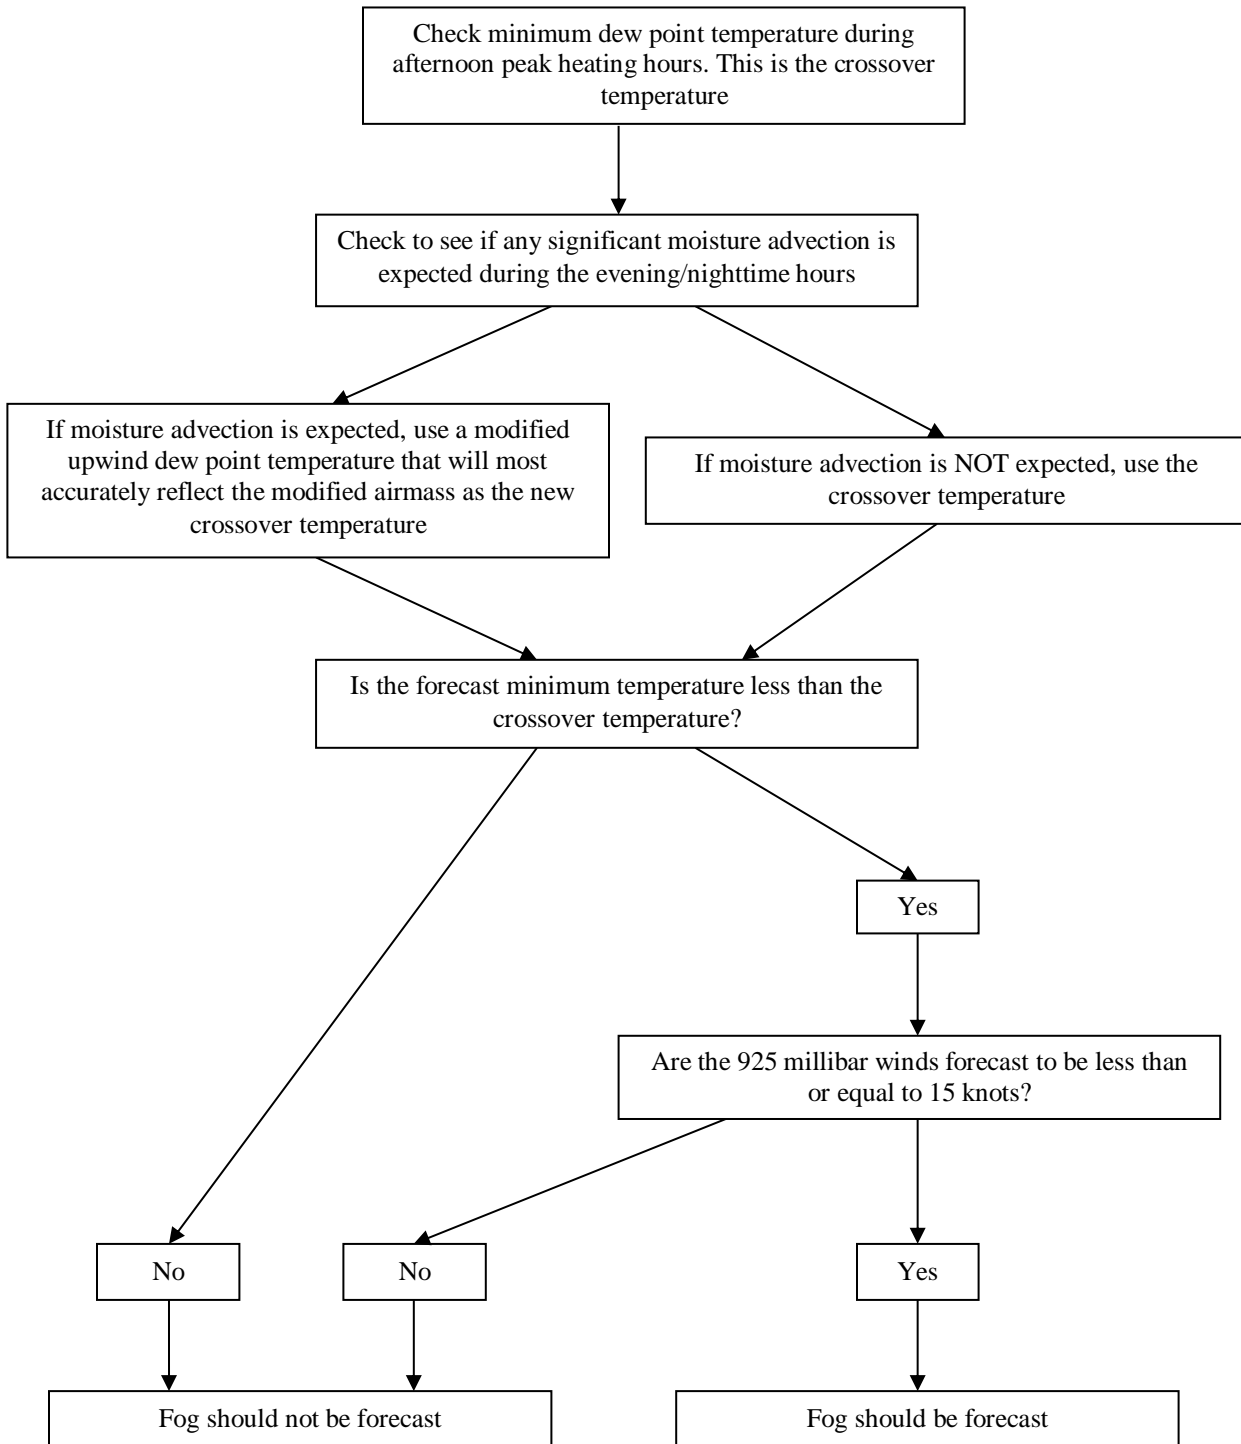 Check minimum dew point temperature during
afternoon peak heating hours. This is the crossover
temperature
Check to see if any significant moisture advection is
expected during the evening/nighttime hours
If moisture advection is expected, use a modified
upwind dew point temperature that will most
accurately reflect the modified airmass as the new
crossover temperature
If moisture advection is NOT expected, use the
crossover temperature
Is the forecast minimum temperature less than the
crossover temperature?
Yes
Are the 925 millibar winds forecast to be less than
or equal to 15 knots?
No
No
Yes
Fog should not be forecast
Fog should be forecast